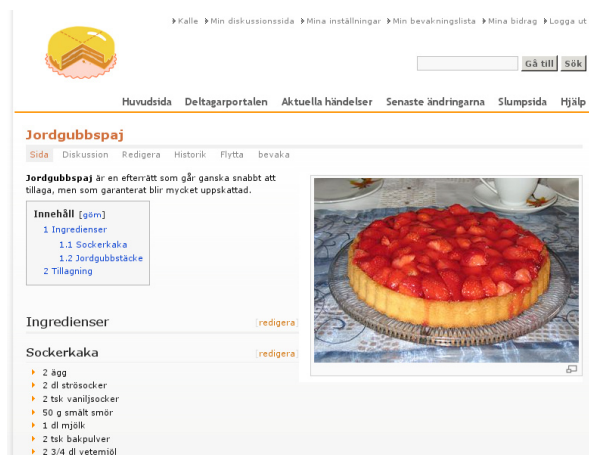 Kalle Min diskussionssida Mina inställningar Min bevakningslista Mina bidrag Logga ut
Gå till Sök
Huvudsida Deltagarportalen Aktuella händelser Senaste ändringarna Slumpsida Hjälp
Jordgubbspaj
Sida Diskussion Redigera Historik Flytta bevaka
Jordgubbspaj är en efterrätt som går ganska snabbt att
tillaga, men som garanterat blir mycket uppskattad.
Innehåll [göm]
1 Ingredienser
1.1 Sockerkaka
1.2 Jordgubbstäcke
2 Tillagning
Ingredienser [redigera]
Sockerkaka [redigera]
2 ägg
2 dl strösocker
2 tsk vaniljsocker
50 g smält smör
1 dl mjölk
2 tsk bakpulver
2 3/4 dl vetemjöl